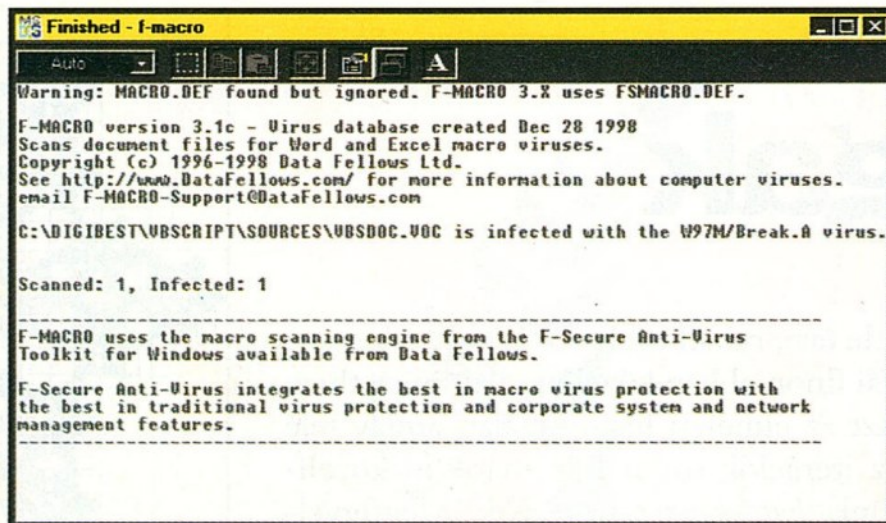 Finished - f-macro
Auto
A
Warning: MACRO.DEF found but ignored. F-MACRO 3.X uses FSMACRO.DEF.
F-MACRO version 3.1c - Virus database created Dec 28 1998
Scans document files for Word and Excel macro viruses.
Copyright (c) 1996-1998 Data Fellows Ltd.
See http://www.DataFellows.com/ for more information about computer viruses.
email F-MACRO-Support@DataFellows.com
C:\DIGIBEST\VBSCRIPT\SOURCES\VBSDOC.VOC is infected with the W97M/Break.A virus.
Scanned: 1, Infected: 1
F-MACRO uses the macro scanning engine from the F-Secure Anti-Virus
Toolkit for Windows available from Data Fellows.
F-Secure Anti-Virus integrates the best in macro virus protection with
the best in traditional virus protection and corporate system and network
management features.